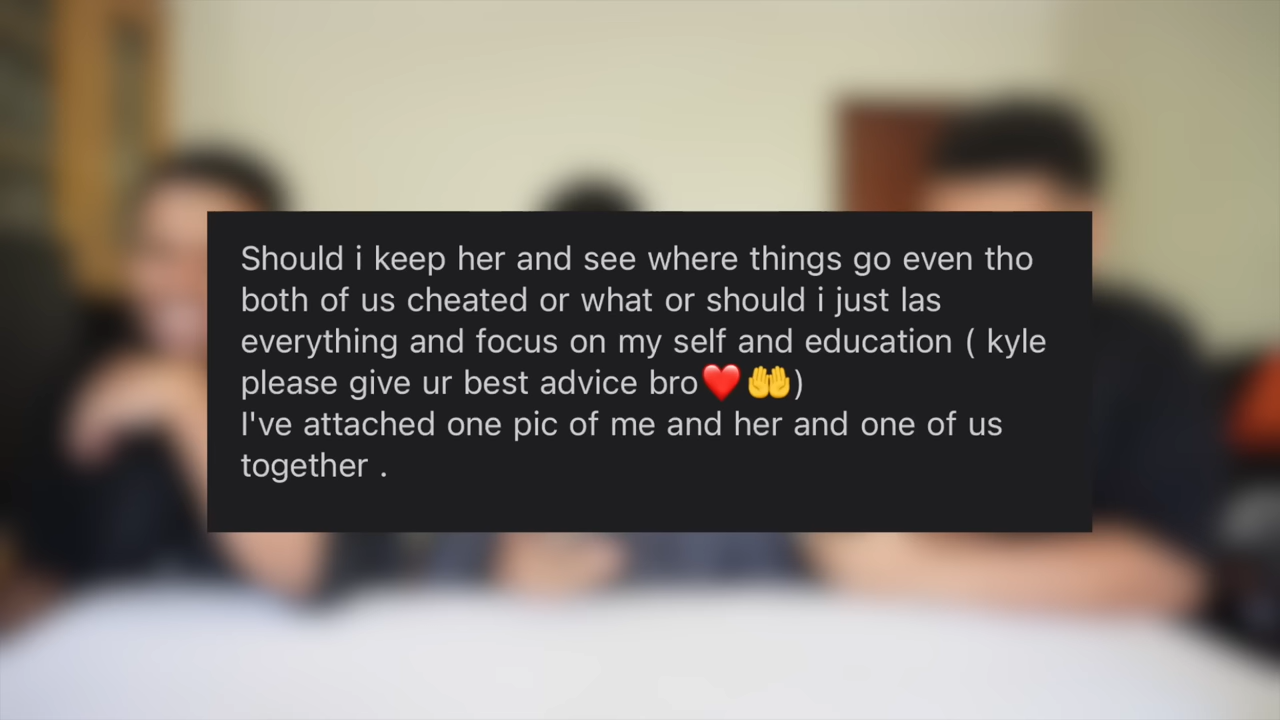 Should i keep her and see where things go even tho
both of us cheated or what or should i just las
everything and focus on my self and education ( kyle
please give ur best advice bro❤️🤲)
I've attached one pic of me and her and one of us
together .